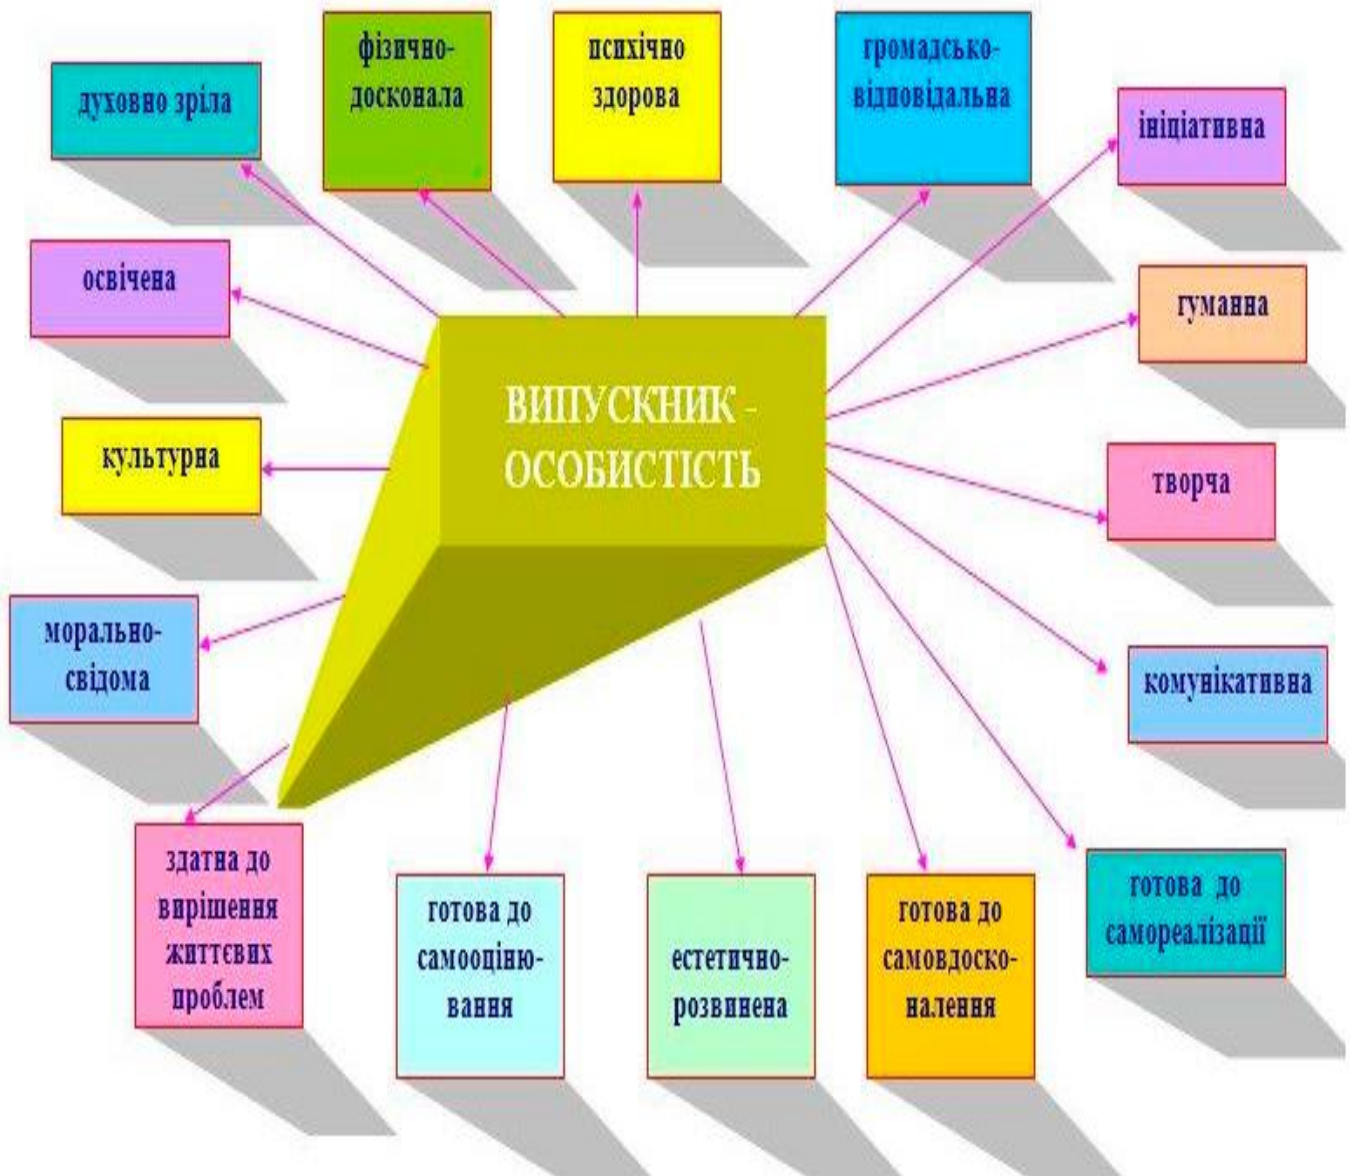 духовно зріла
фізично-
досконала
психічно
здорова
громадсько-
відповідальна
ініціативна
освічена
гуманна
ВИПУСКНИК -
ОСОБИСТІСТЬ
культурна
творча
морально-
свідома
комунікативна
здатна до
вирішення
життєвих
проблем
готова до
самооціню-
вання
естетично-
розвинена
готова до
самовдоско-
налення
готова до
самореалізації